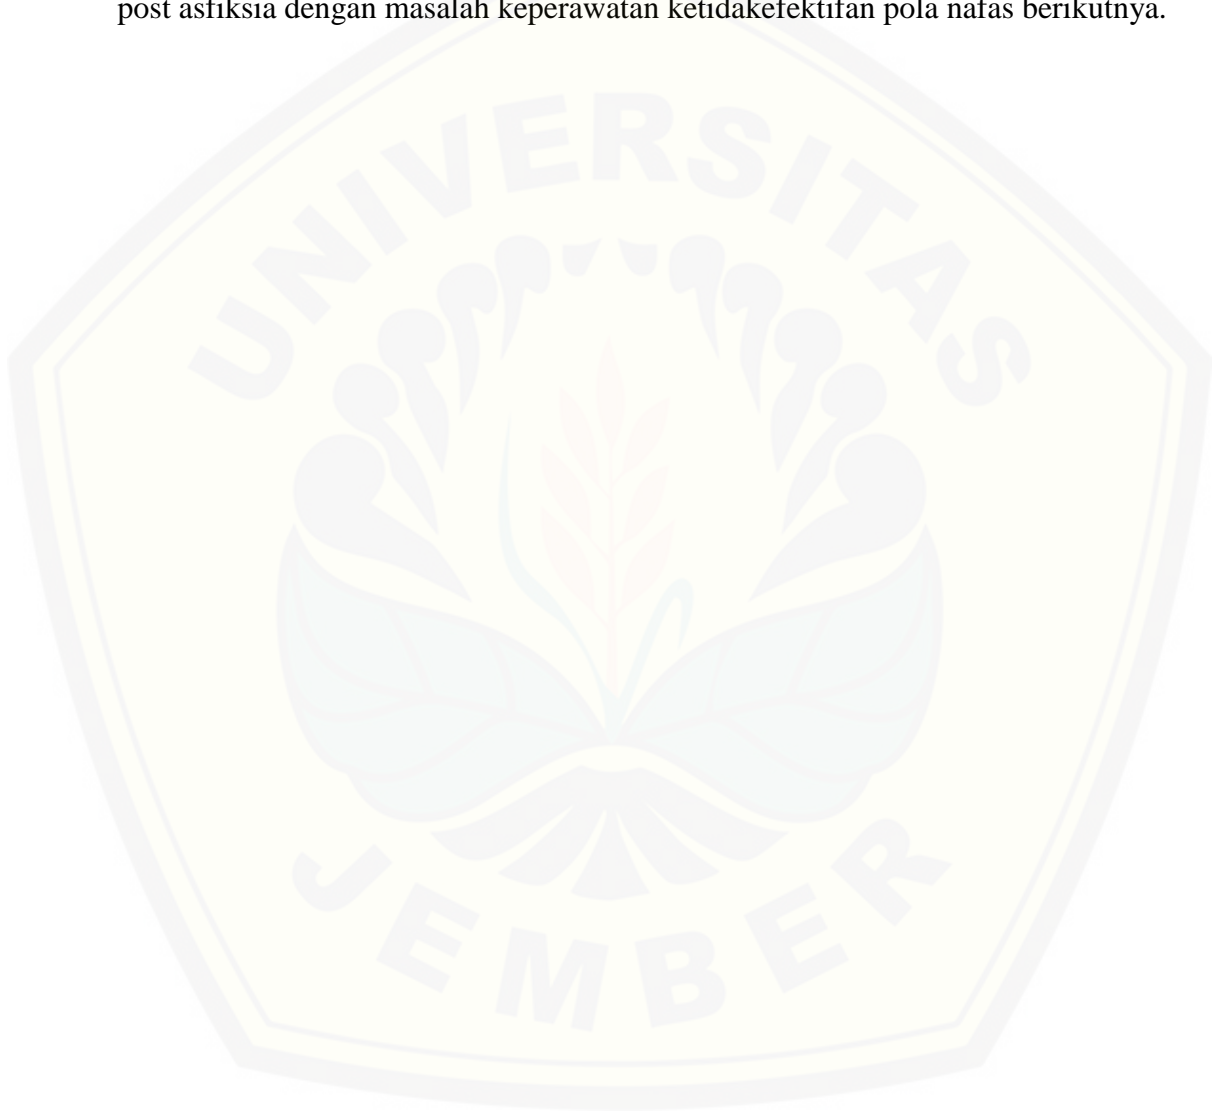 post asfiksia dengan masalah keperawatan ketidakefektifan pola nafas berikutnya.
UNIVERSITAS
JEMBER